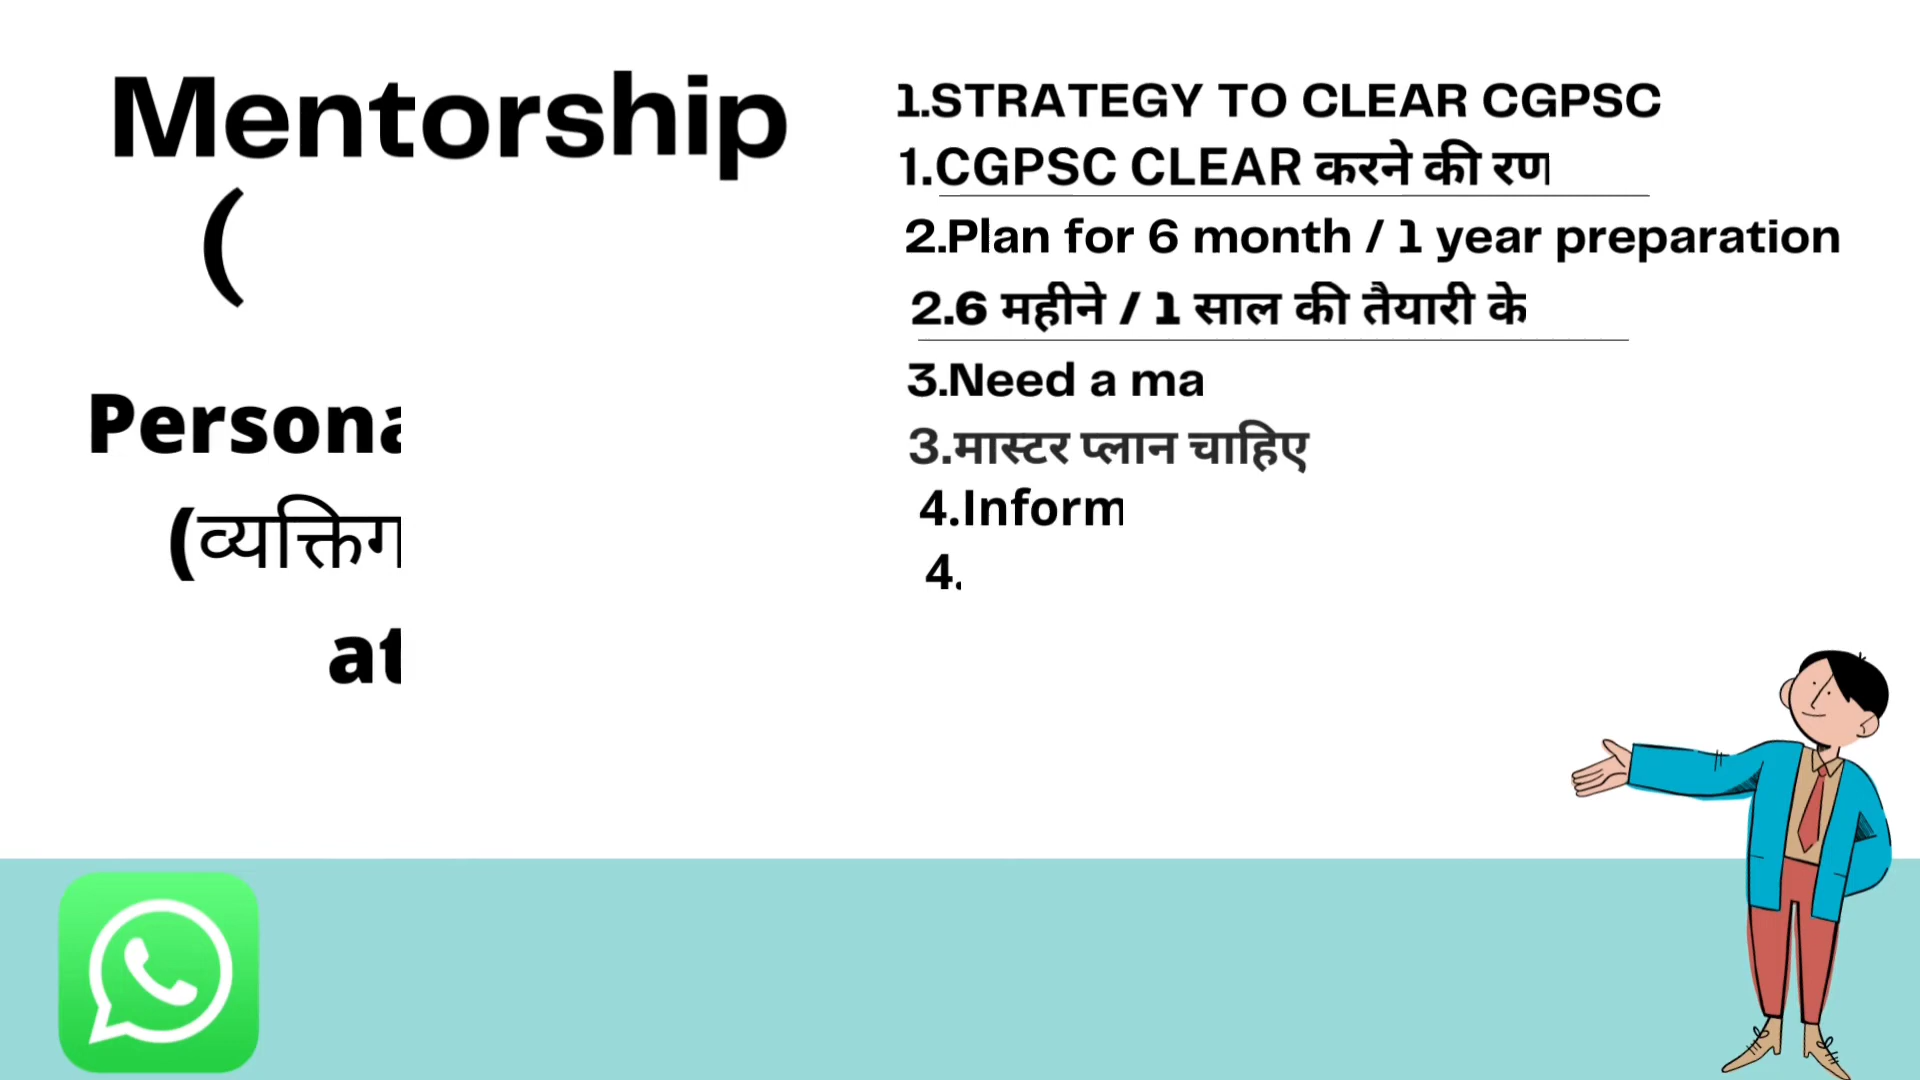 Mentorship
(
Persona
(व्यक्तिग
at
1.STRATEGY TO CLEAR CGPSC
1.CGPSC CLEAR करने की रण
2.Plan for 6 month / 1 year preparation
2.6 महीने / 1 साल की तैयारी के
3.Need a ma
3.मास्टर प्लान चाहिए
4.Inform
4.